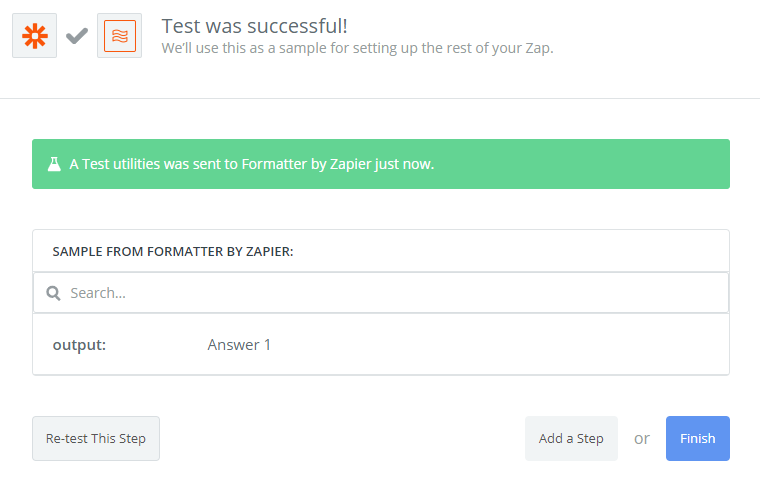 Test was successful!
We'll use this as a sample for setting up the rest of your Zap.
A Test utilities was sent to Formatter by Zapier just now.
SAMPLE FROM FORMATTER BY ZAPIER:
Search...
output: Answer 1
Re-test This Step Add a Step or Finish